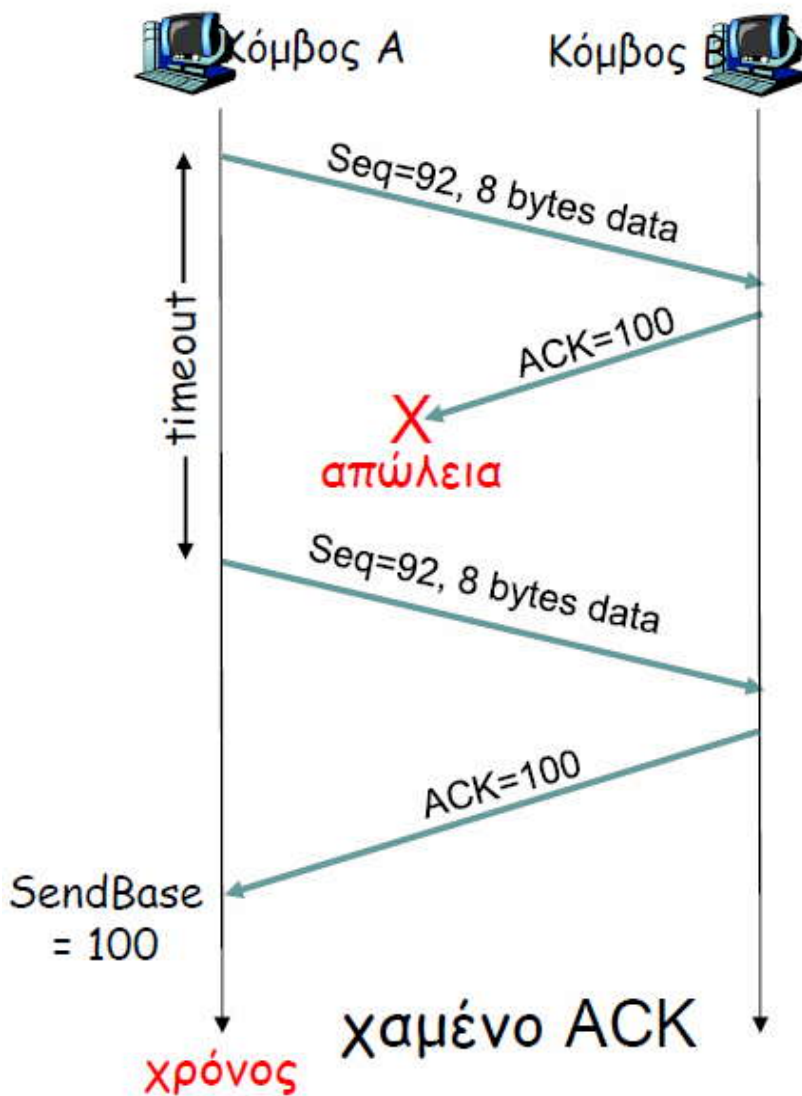 Κόμβος A
Κόμβος B
Seq=92, 8 bytes data
timeout
ACK=100
X
απώλεια
Seq=92, 8 bytes data
ACK=100
SendBase
= 100
χαμένο ACK
χρόνος